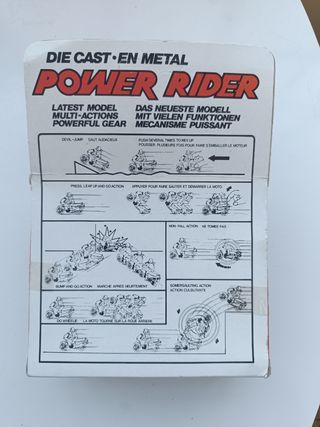 DIE CAST·EN METAL
POWER RIDER
LATEST MODEL
MULTI-ACTIONS
POWERFUL GEAR
DAS NEUESTE MODELL
MIT VIELEN FUNKTIONEN
MECANISME PUISSANT
DEVIL-JUMP SAUT AUDACIEUX
PUSH SEVERAL TIMES TO REV UP
POUSSER PLUSIEURS FOIS POUR FAIRE S'EMBALLER LE MOTEUR
PRESS, LEAP UP AND GO ACTION APPUYER POUR FAIRE SAUTER ET DÉMARRER LA MOTO
NON-FALL ACTION NE TOMBE PAS
BUMP AND GO ACTION MARCHE APRÈS HEURTEMENT
SOMERSAULTING ACTION
ACTION CULBUTANTE
DO WHEELIE LA MOTO TOURNE SUR LA ROUE ARRIERE